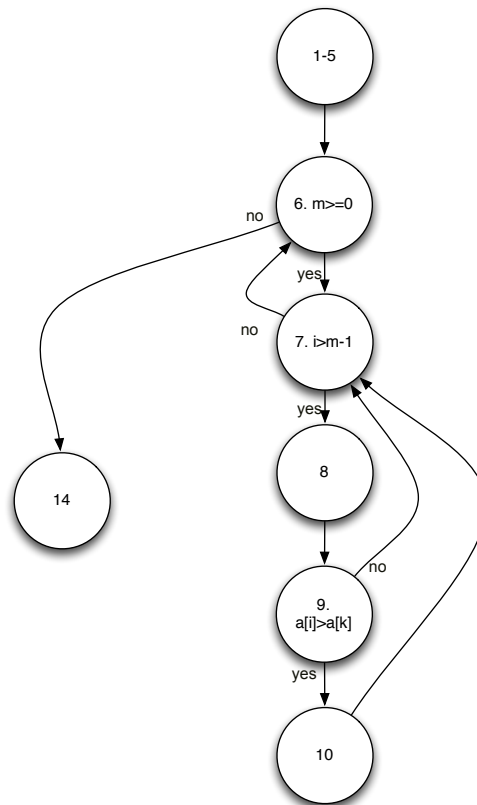 1-5
6. m>=0
no
yes
no
7. i>m-1
yes
8
14
no
9.
a[i]>a[k]
yes
10